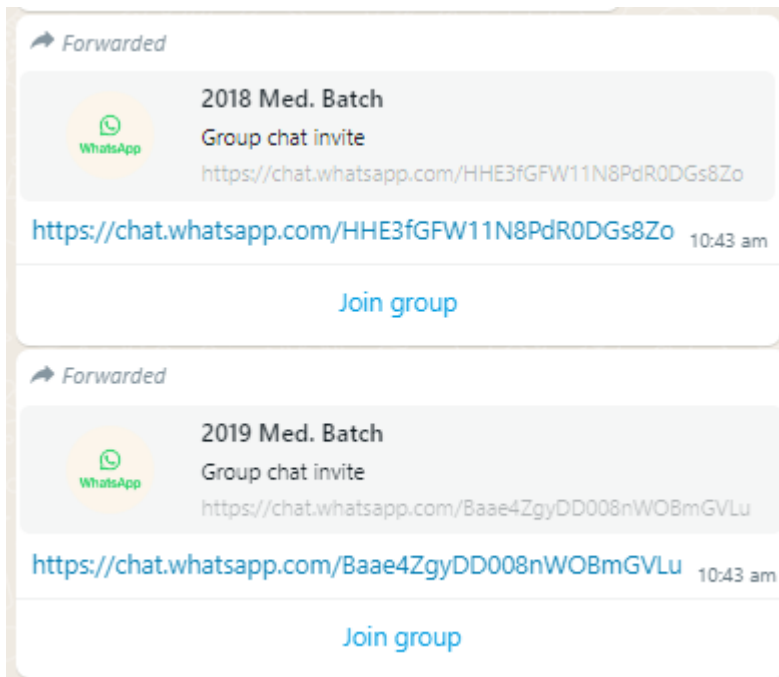 Forwarded
2018 Med. Batch
WhatsApp
Group chat invite
https://chat.whatsapp.com/HHE3fGFW11N8PdR0DGs8Zo
https://chat.whatsapp.com/HHE3fGFW11N8PdR0DGs8Zo 10:43 am
Join group
Forwarded
2019 Med. Batch
WhatsApp
Group chat invite
https://chat.whatsapp.com/Baae4ZgyDD008nWOBmGVLu
https://chat.whatsapp.com/Baae4ZgyDD008nWOBmGVLu 10:43 am
Join group